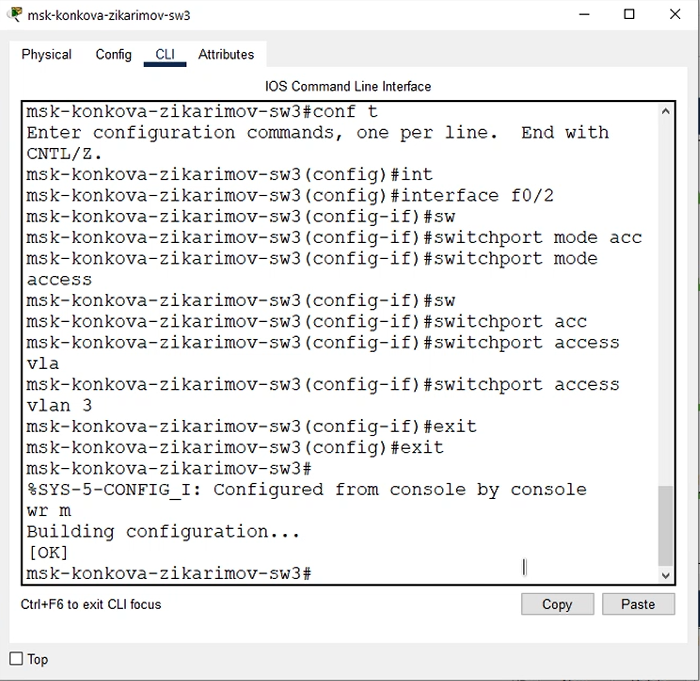 msk-konkova-zikarimov-sw3
Physical Config CLI Attributes
IOS Command Line Interface
msk-konkova-zikarimov-sw3#conf t
Enter configuration commands, one per line.  End with
CNTL/Z.
msk-konkova-zikarimov-sw3(config)#int
msk-konkova-zikarimov-sw3(config)#interface f0/2
msk-konkova-zikarimov-sw3(config-if)#sw
msk-konkova-zikarimov-sw3(config-if)#switchport mode acc
msk-konkova-zikarimov-sw3(config-if)#switchport mode
access
msk-konkova-zikarimov-sw3(config-if)#sw
msk-konkova-zikarimov-sw3(config-if)#switchport acc
msk-konkova-zikarimov-sw3(config-if)#switchport access
vla
msk-konkova-zikarimov-sw3(config-if)#switchport access
vlan 3
msk-konkova-zikarimov-sw3(config-if)#exit
msk-konkova-zikarimov-sw3(config)#exit
msk-konkova-zikarimov-sw3#
%SYS-5-CONFIG_I: Configured from console by console
wr m
Building configuration...
[OK]
msk-konkova-zikarimov-sw3#
Ctrl+F6 to exit CLI focus Copy Paste
Top